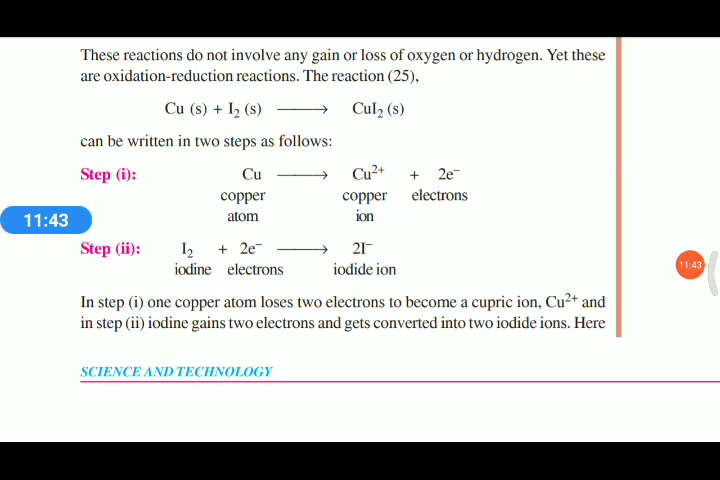 These reactions do not involve any gain or loss of oxygen or hydrogen. Yet these
are oxidation-reduction reactions. The reaction (25),
Cu (s) + I₂ (s) ⟶ CuI₂ (s)
can be written in two steps as follows:
Step (i): Cu ⟶ Cu²⁺ + 2e⁻
copper copper electrons
atom ion
11:43
Step (ii): I₂ + 2e⁻ ⟶ 2I⁻
iodine electrons iodide ion
11:43
In step (i) one copper atom loses two electrons to become a cupric ion, Cu²⁺ and
in step (ii) iodine gains two electrons and gets converted into two iodide ions. Here
SCIENCE AND TECHNOLOGY